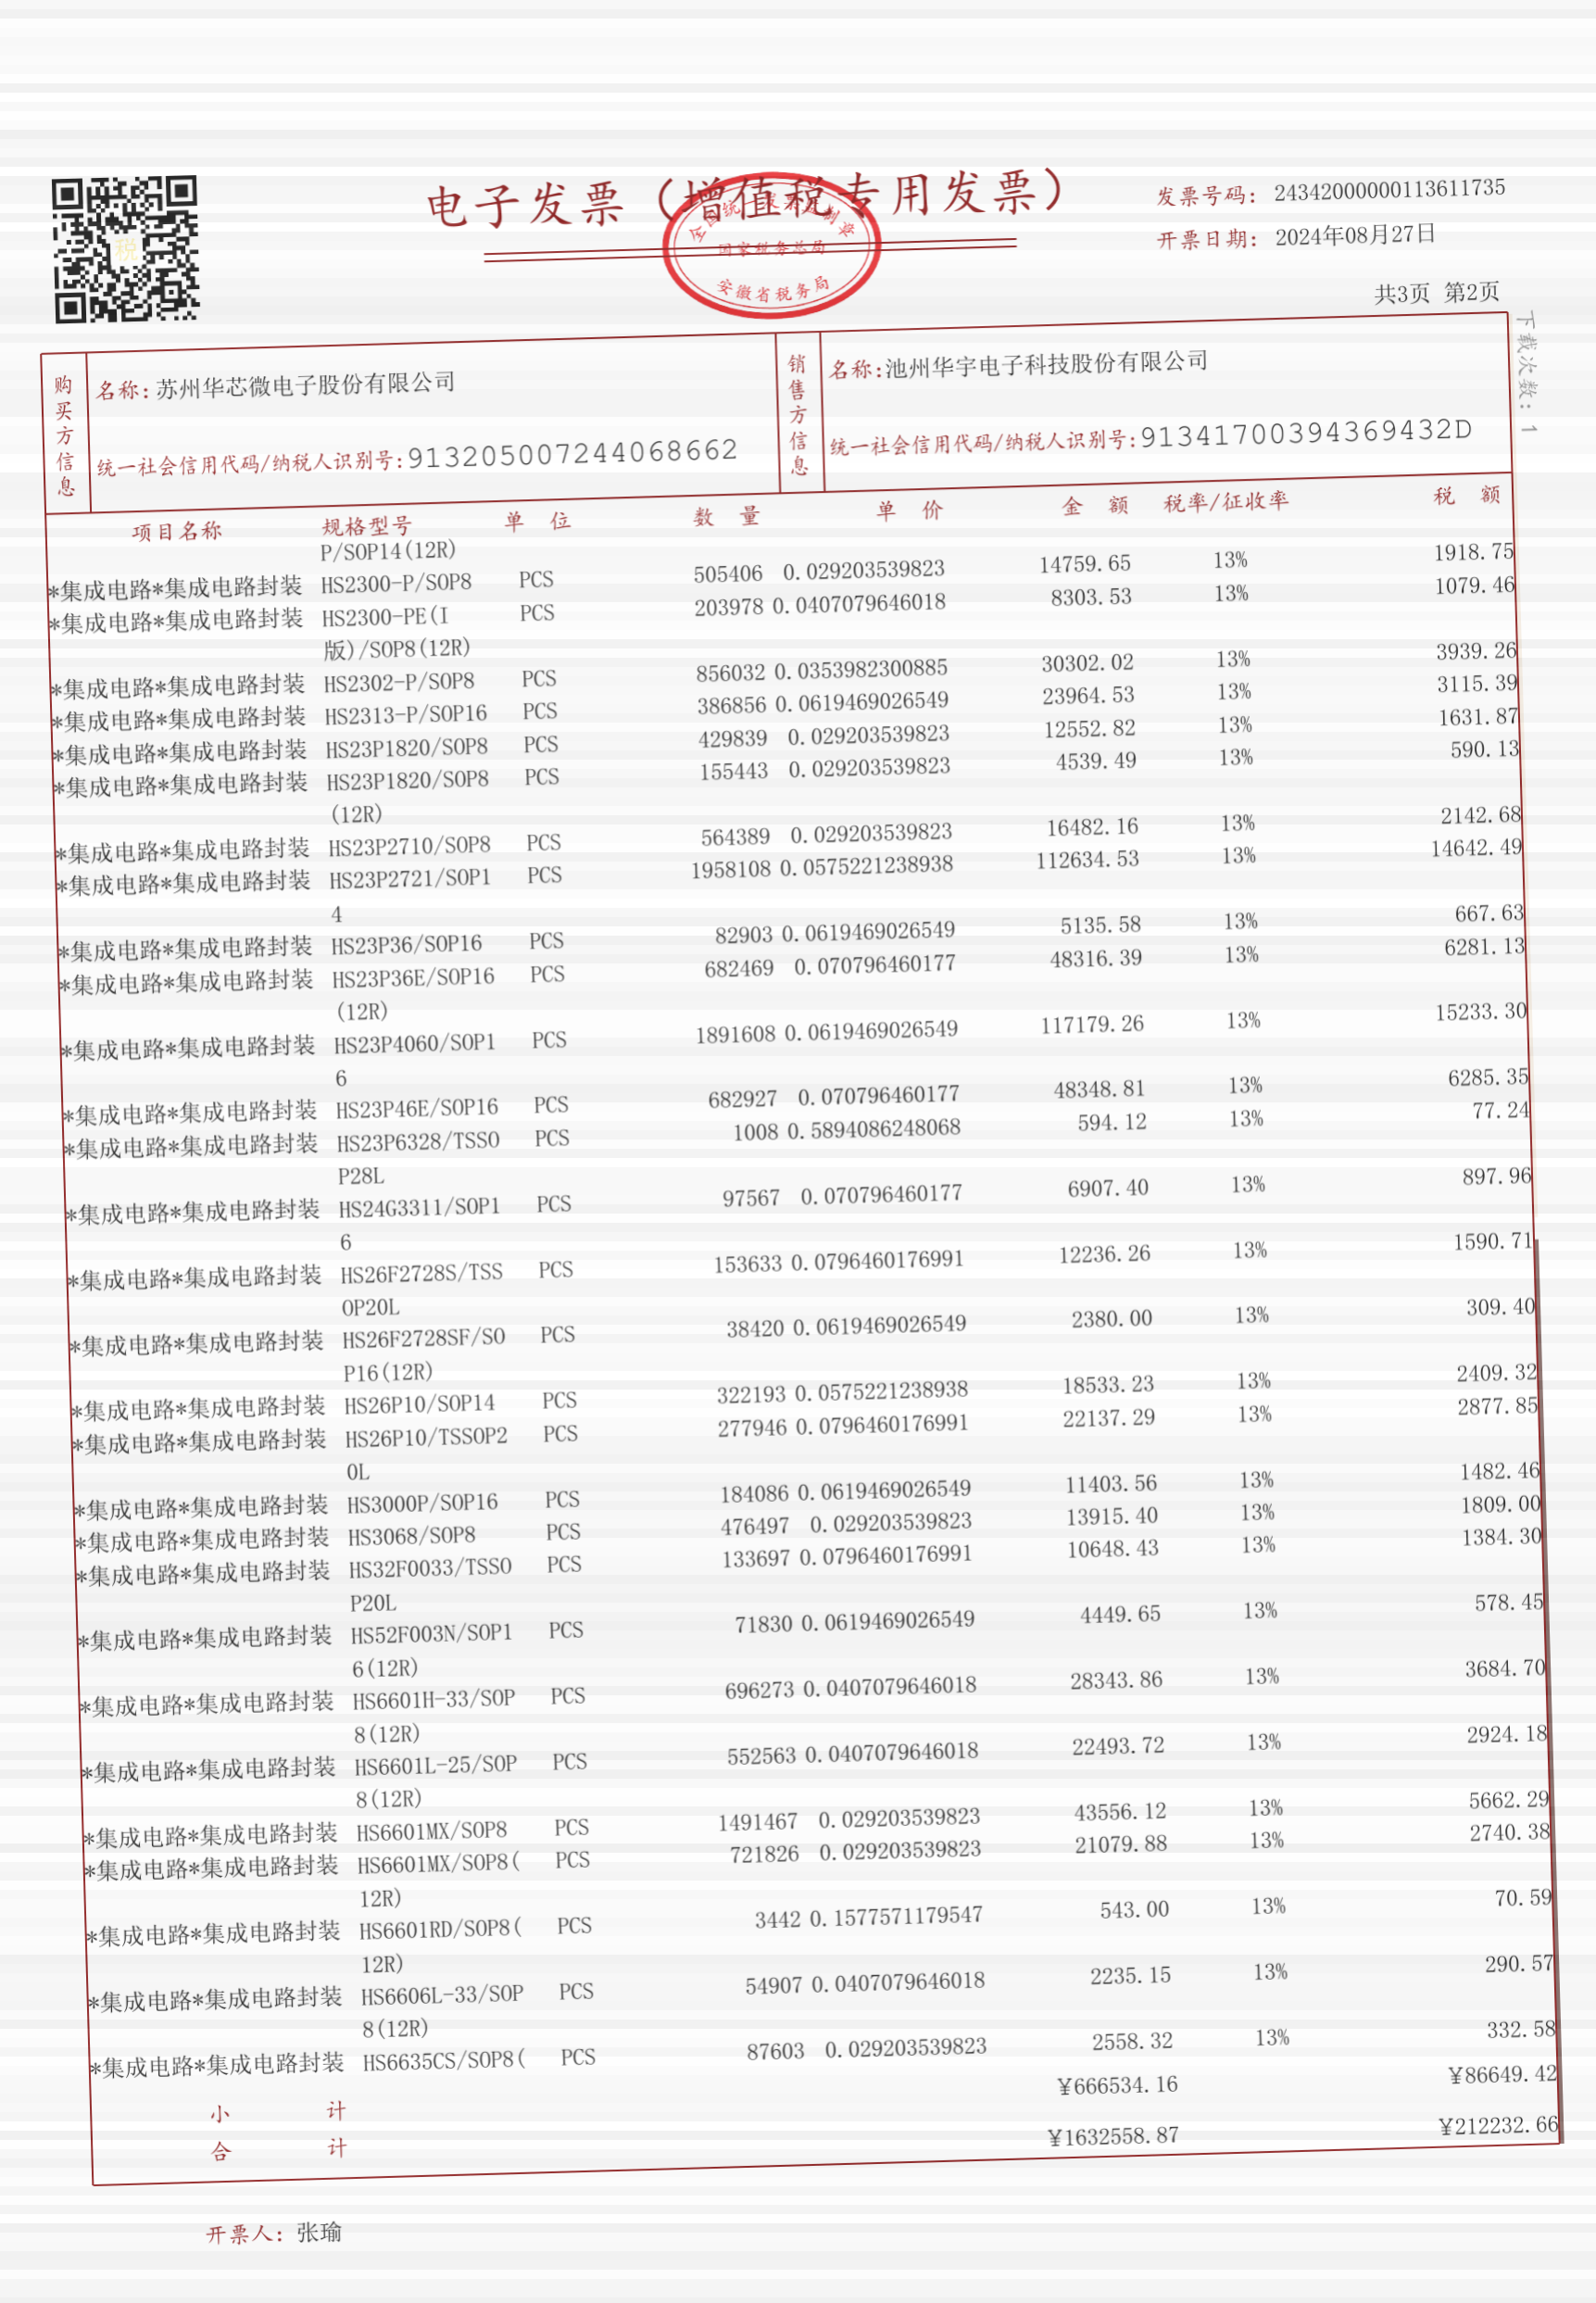 电子发票（增值税专用发票）
全国统一发票监制章
国家税务总局
安徽省税务局
税
发票号码: 24342000000113611735
开票日期: 2024年08月27日
共3页 第2页
下载次数: 1
购买方信息
名称: 苏州华芯微电子股份有限公司
统一社会信用代码/纳税人识别号: 913205007244068662
销售方信息
名称: 池州华宇电子科技股份有限公司
统一社会信用代码/纳税人识别号: 91341700394369432D
项目名称 规格型号 单 位 数 量 单 价 金 额 税率/征收率 税 额
P/SOP14(12R)
*集成电路*集成电路封装 HS2300-P/SOP8 PCS 505406 0.029203539823 14759.65 13% 1918.75
*集成电路*集成电路封装 HS2300-PE(I PCS 203978 0.0407079646018 8303.53 13% 1079.46
版)/SOP8(12R)
*集成电路*集成电路封装 HS2302-P/SOP8 PCS 856032 0.0353982300885 30302.02 13% 3939.26
*集成电路*集成电路封装 HS2313-P/SOP16 PCS 386856 0.0619469026549 23964.53 13% 3115.39
*集成电路*集成电路封装 HS23P1820/SOP8 PCS 429839 0.029203539823 12552.82 13% 1631.87
*集成电路*集成电路封装 HS23P1820/SOP8 PCS 155443 0.029203539823 4539.49 13% 590.13
(12R)
*集成电路*集成电路封装 HS23P2710/SOP8 PCS 564389 0.029203539823 16482.16 13% 2142.68
*集成电路*集成电路封装 HS23P2721/SOP1 PCS 1958108 0.0575221238938 112634.53 13% 14642.49
4
*集成电路*集成电路封装 HS23P36/SOP16 PCS 82903 0.0619469026549 5135.58 13% 667.63
*集成电路*集成电路封装 HS23P36E/SOP16 PCS 682469 0.070796460177 48316.39 13% 6281.13
(12R)
*集成电路*集成电路封装 HS23P4060/SOP1 PCS 1891608 0.0619469026549 117179.26 13% 15233.30
6
*集成电路*集成电路封装 HS23P46E/SOP16 PCS 682927 0.070796460177 48348.81 13% 6285.35
*集成电路*集成电路封装 HS23P6328/TSSO PCS 1008 0.5894086248068 594.12 13% 77.24
P28L
*集成电路*集成电路封装 HS24G3311/SOP1 PCS 97567 0.070796460177 6907.40 13% 897.96
6
*集成电路*集成电路封装 HS26F2728S/TSS PCS 153633 0.0796460176991 12236.26 13% 1590.71
OP20L
*集成电路*集成电路封装 HS26F2728SF/SO PCS 38420 0.0619469026549 2380.00 13% 309.40
P16(12R)
*集成电路*集成电路封装 HS26P10/SOP14 PCS 322193 0.0575221238938 18533.23 13% 2409.32
*集成电路*集成电路封装 HS26P10/TSSOP2 PCS 277946 0.0796460176991 22137.29 13% 2877.85
0L
*集成电路*集成电路封装 HS3000P/SOP16 PCS 184086 0.0619469026549 11403.56 13% 1482.46
*集成电路*集成电路封装 HS3068/SOP8 PCS 476497 0.029203539823 13915.40 13% 1809.00
*集成电路*集成电路封装 HS32F0033/TSSO PCS 133697 0.0796460176991 10648.43 13% 1384.30
P20L
*集成电路*集成电路封装 HS52F003N/SOP1 PCS 71830 0.0619469026549 4449.65 13% 578.45
6(12R)
*集成电路*集成电路封装 HS6601H-33/SOP PCS 696273 0.0407079646018 28343.86 13% 3684.70
8(12R)
*集成电路*集成电路封装 HS6601L-25/SOP PCS 552563 0.0407079646018 22493.72 13% 2924.18
8(12R)
*集成电路*集成电路封装 HS6601MX/SOP8 PCS 1491467 0.029203539823 43556.12 13% 5662.29
*集成电路*集成电路封装 HS6601MX/SOP8( PCS 721826 0.029203539823 21079.88 13% 2740.38
12R)
*集成电路*集成电路封装 HS6601RD/SOP8( PCS 3442 0.1577571179547 543.00 13% 70.59
12R)
*集成电路*集成电路封装 HS6606L-33/SOP PCS 54907 0.0407079646018 2235.15 13% 290.57
8(12R)
*集成电路*集成电路封装 HS6635CS/SOP8( PCS 87603 0.029203539823 2558.32 13% 332.58
小 计 ¥666534.16 ¥86649.42
合 计 ¥1632558.87 ¥212232.66
开票人: 张瑜